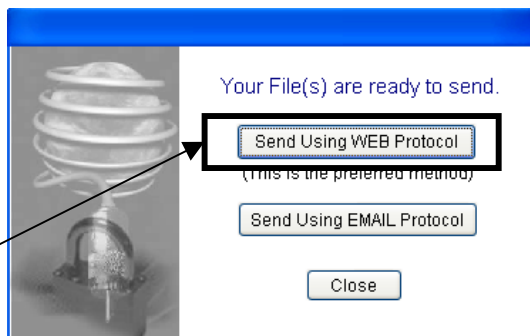 Your File(s) are ready to send.
Send Using WEB Protocol
(This is the preferred method)
Send Using EMAIL Protocol
Close